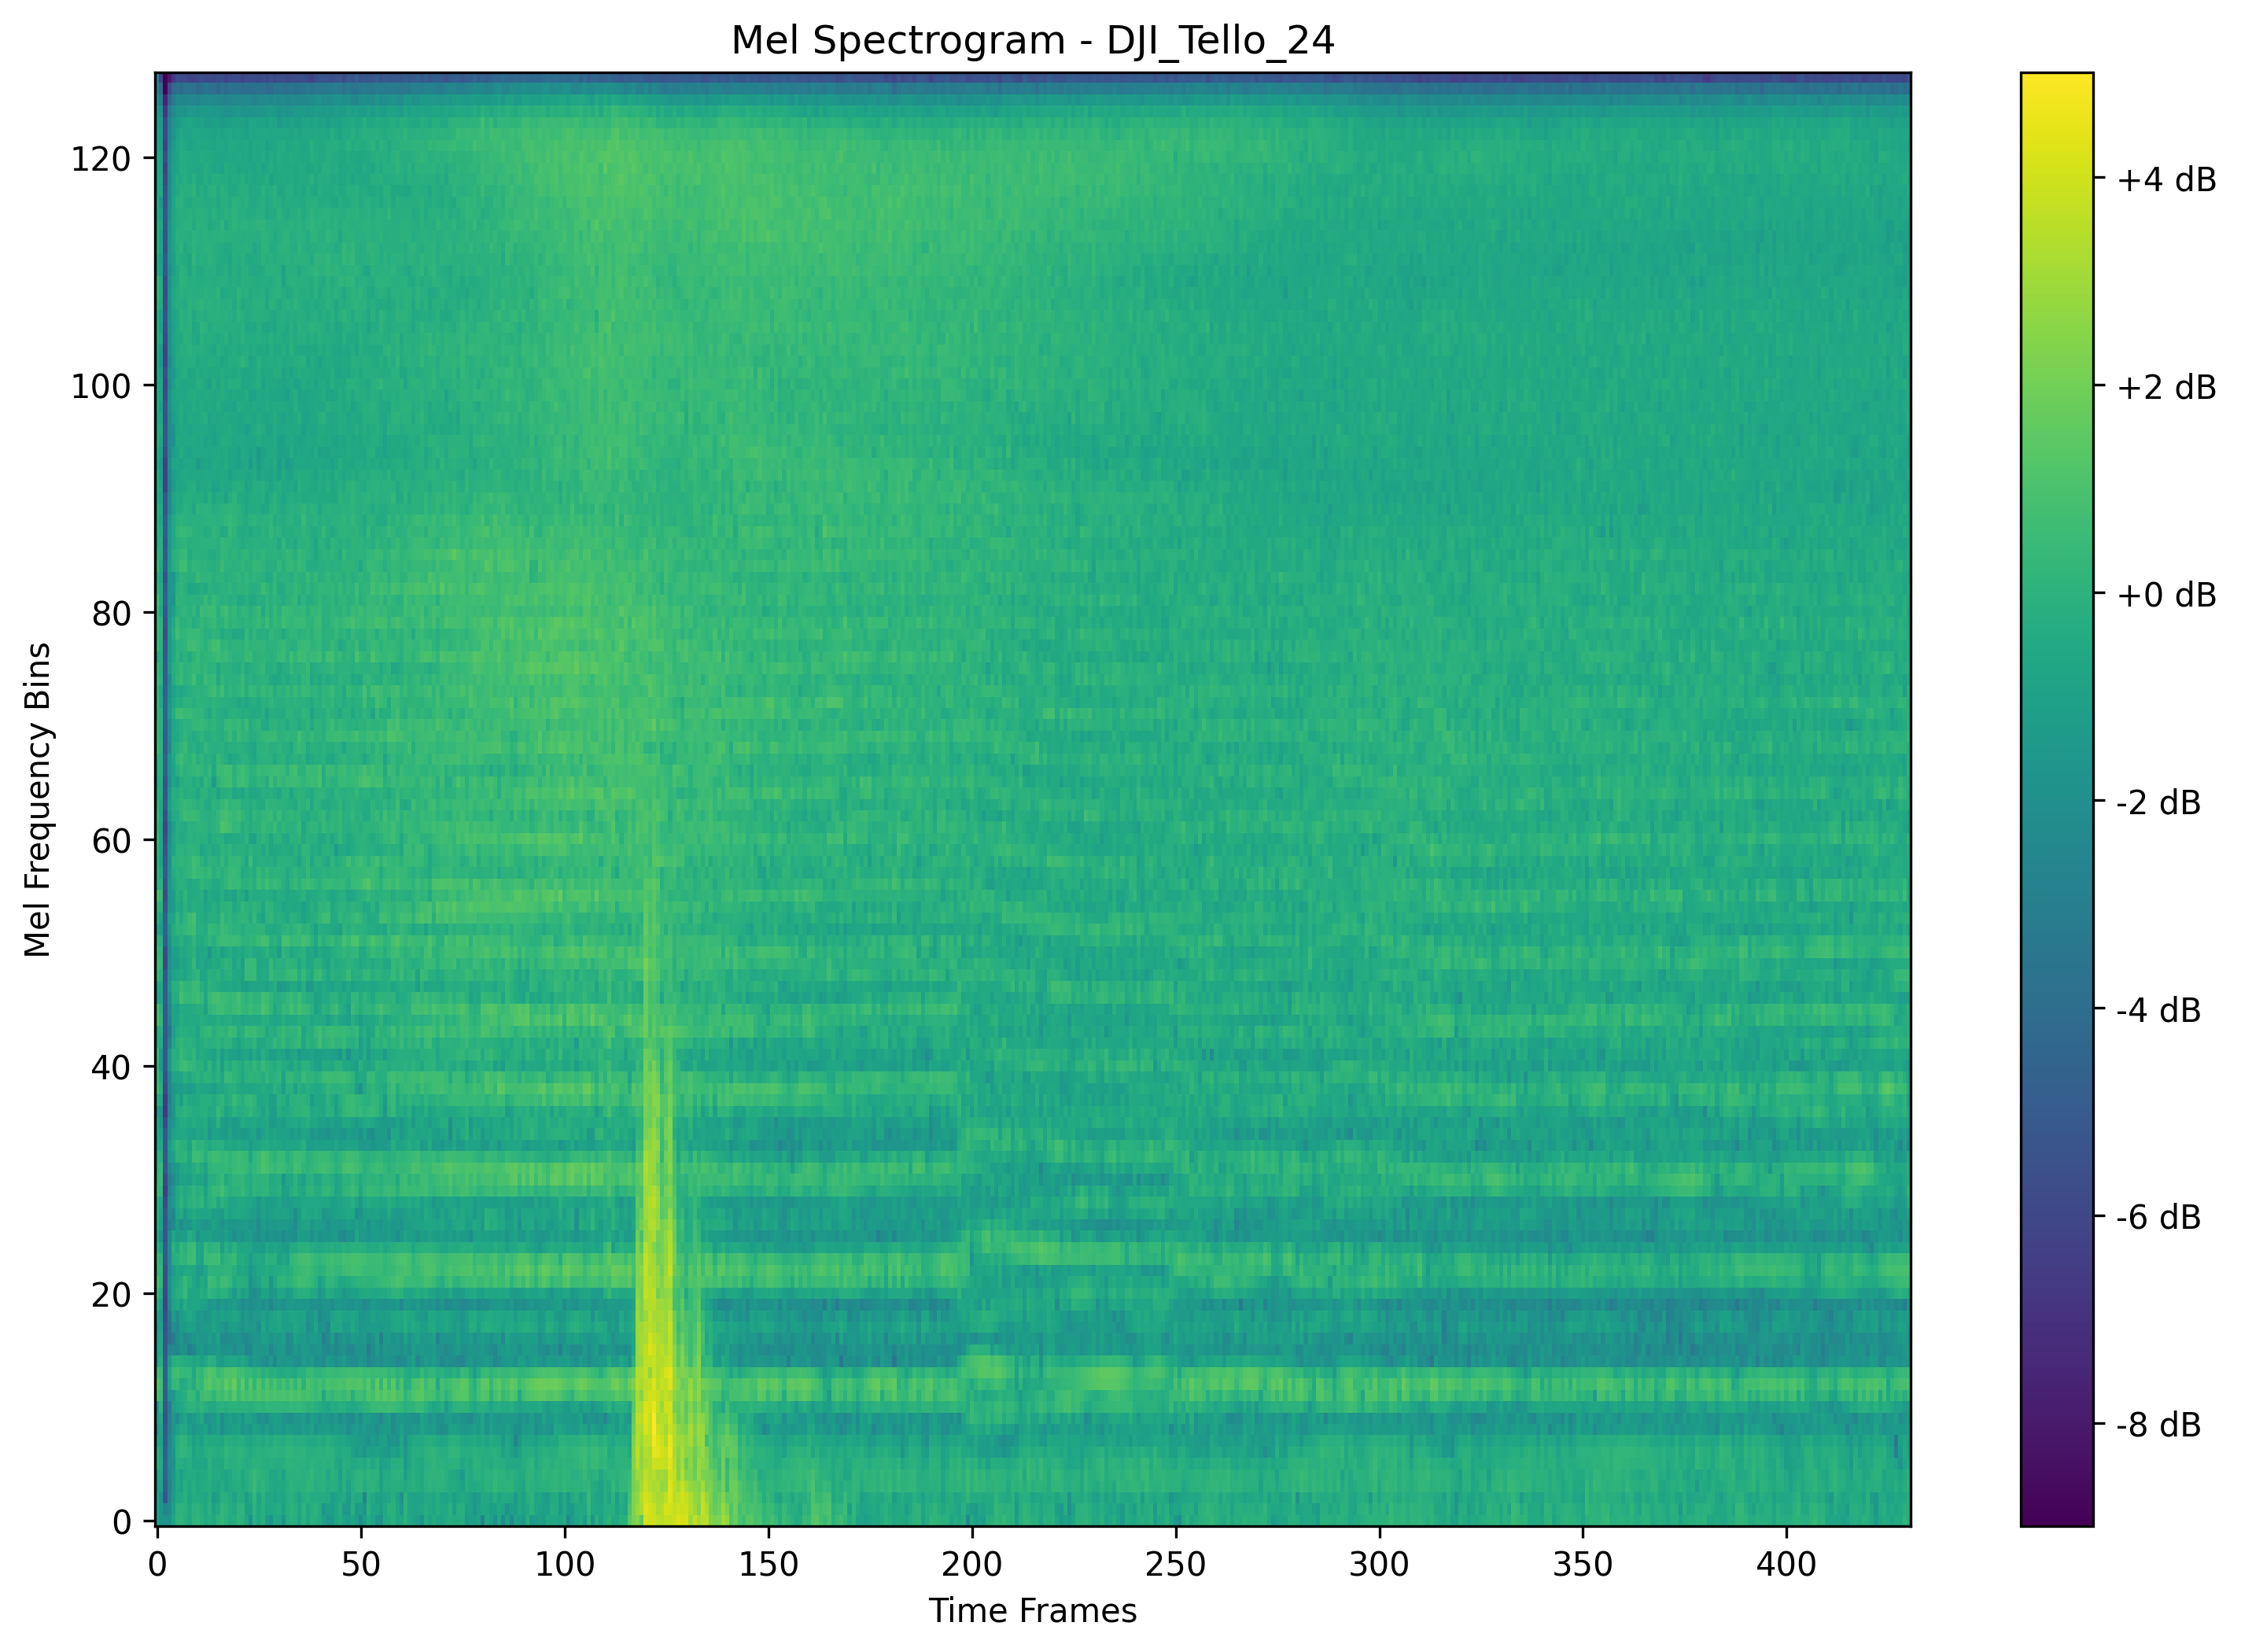 Mel Spectrogram - DJI_Tello_24
Mel Frequency Bins
120
100
80
60
40
20
0
0 50 100 150 200 250 300 350 400
Time Frames
+4 dB
+2 dB
+0 dB
-2 dB
-4 dB
-6 dB
-8 dB